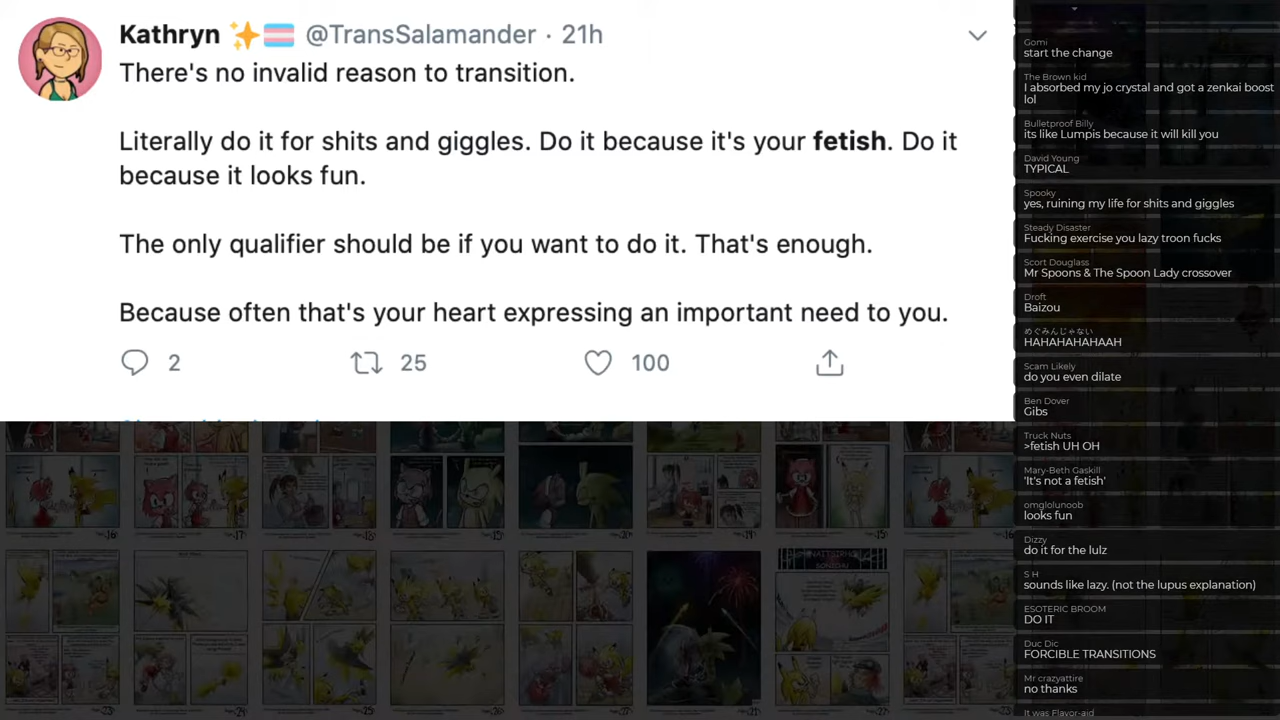 Kathryn ✨🏳️‍⚧️ @TransSalamander · 21h
There's no invalid reason to transition.
Literally do it for shits and giggles. Do it because it's your fetish. Do it
because it looks fun.
The only qualifier should be if you want to do it. That's enough.
Because often that's your heart expressing an important need to you.
2 25 100
Gomi
start the change
The Brown kid
I absorbed my jo crystal and got a zenkai boost
lol
Bulletproof Billy
its like Lumpis because it will kill you
David Young
TYPICAL
Spooky
yes, ruining my life for shits and giggles
Steady Disaster
Fucking exercise you lazy troon fucks
Scort Douglass
Mr Spoons & The Spoon Lady crossover
Droft
Baizou
めぐみんじゃない
HAHAHAHAHAAH
Scam Likely
do you even dilate
Ben Dover
Gibs
Truck Nuts
>fetish UH OH
Mary-Beth Gaskill
'It's not a fetish'
omglolunoob
looks fun
Dizzy
do it for the lulz
S H
sounds like lazy. (not the lupus explanation)
ESOTERIC BROOM
DO IT
Duc Dic
FORCIBLE TRANSITIONS
Mr crazyattire
no thanks
It was Flavor-aid